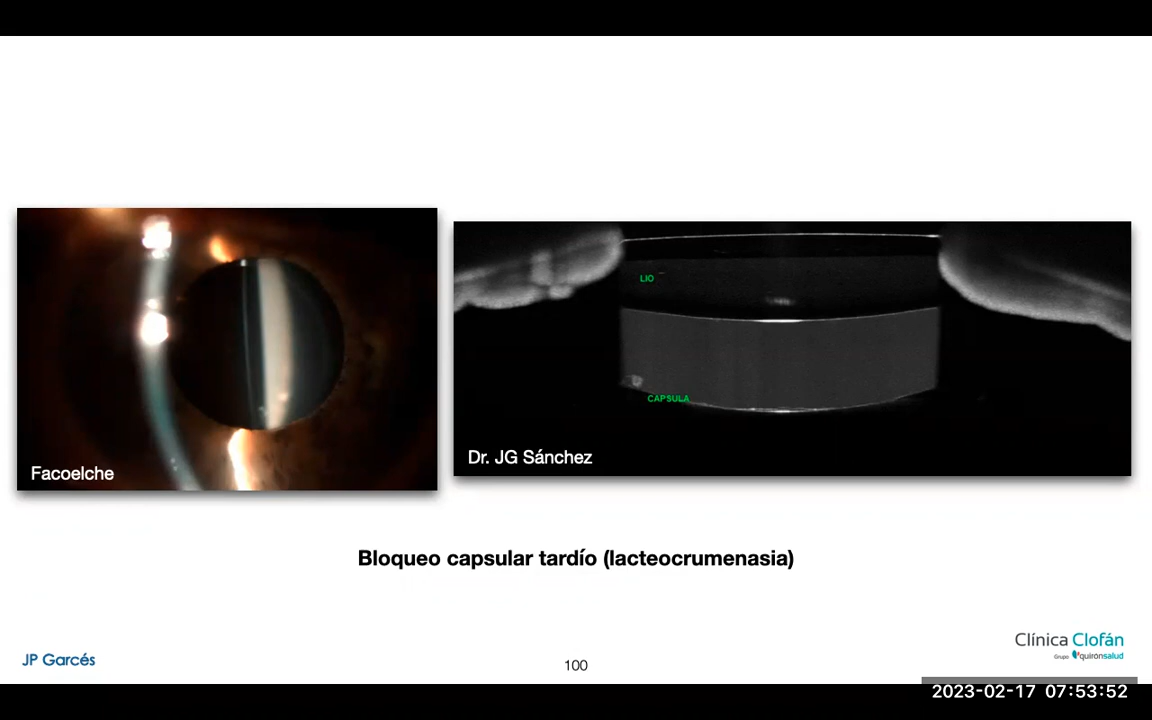 LIO
CAPSULA
Facoelche
Dr. JG Sánchez
Bloqueo capsular tardío (lacteocrumenasia)
JP Garcés
100
Clínica Clofán
Grupo quirónsalud
2023-02-17 07:53:52